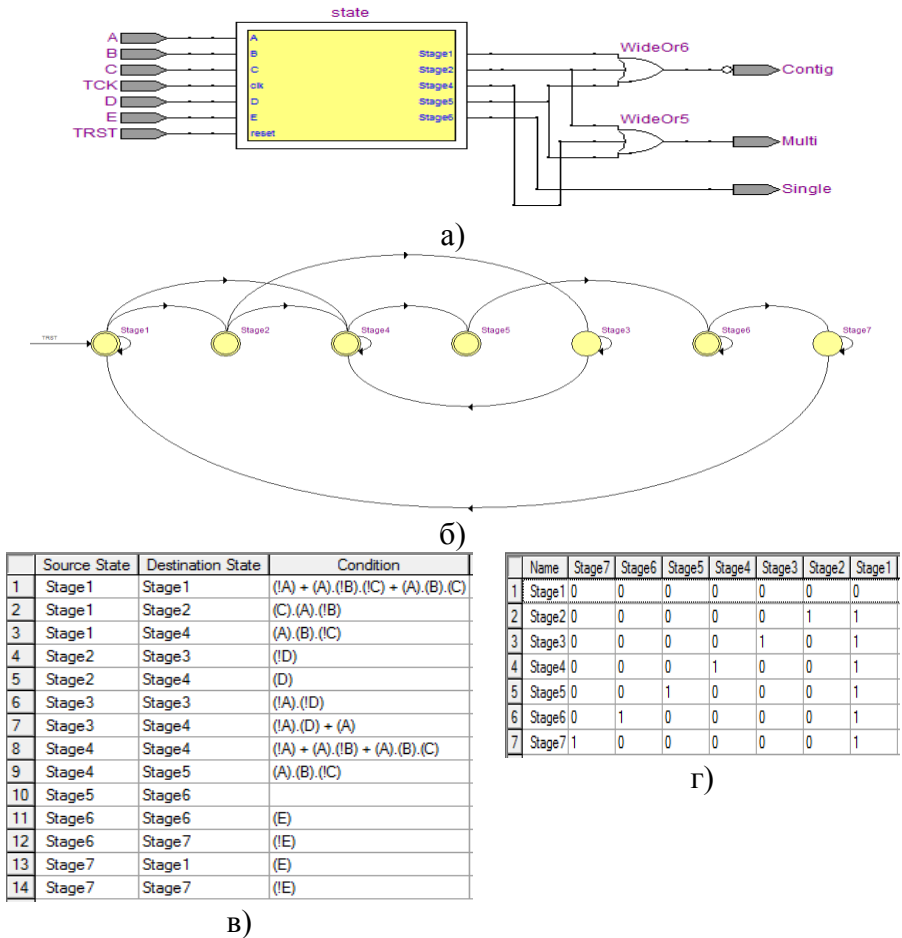 state
A
B
C
TCK
D
E
TRST
A
B
C
clk
D
E
reset
Stage1
Stage2
Stage4
Stage5
Stage6
WideOr6
WideOr5
Contig
Multi
Single
а)
TRST
Stage1
Stage2
Stage4
Stage5
Stage3
Stage6
Stage7
б)
Source State Destination State Condition
1 Stage1 Stage1 (!A) + (A).(!B).(!C) + (A).(B).(C)
2 Stage1 Stage2 (C).(A).(!B)
3 Stage1 Stage4 (A).(B).(!C)
4 Stage2 Stage3 (!D)
5 Stage2 Stage4 (D)
6 Stage3 Stage3 (!A).(!D)
7 Stage3 Stage4 (!A).(D) + (A)
8 Stage4 Stage4 (!A) + (A).(!B) + (A).(B).(C)
9 Stage4 Stage5 (A).(B).(!C)
10 Stage5 Stage6
11 Stage6 Stage6 (E)
12 Stage6 Stage7 (!E)
13 Stage7 Stage1 (E)
14 Stage7 Stage7 (!E)
в)
Name Stage7 Stage6 Stage5 Stage4 Stage3 Stage2 Stage1
1 Stage1 0 0 0 0 0 0 0
2 Stage2 0 0 0 0 0 1 1
3 Stage3 0 0 0 0 1 0 1
4 Stage4 0 0 0 1 0 0 1
5 Stage5 0 0 1 0 0 0 1
6 Stage6 0 1 0 0 0 0 1
7 Stage7 1 0 0 0 0 0 1
г)